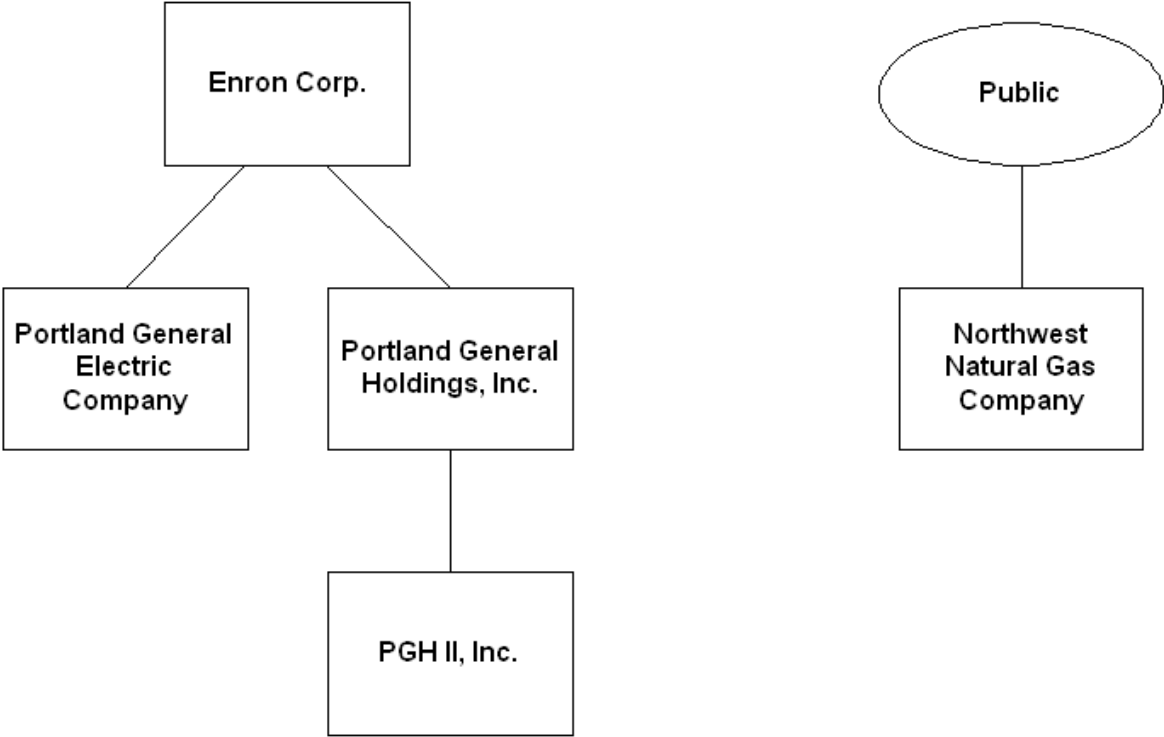 Enron Corp.
Public
Portland General
Electric
Company
Portland General
Holdings, Inc.
Northwest
Natural Gas
Company
PGH II, Inc.